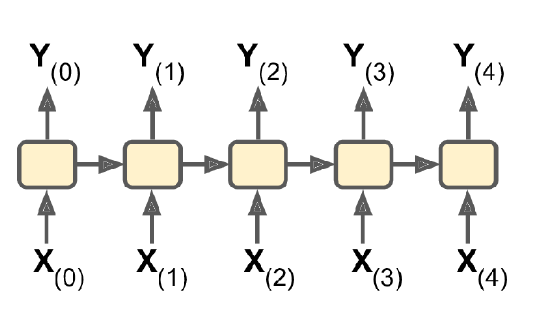 Y(0) Y(1) Y(2) Y(3) Y(4)
X(0) X(1) X(2) X(3) X(4)